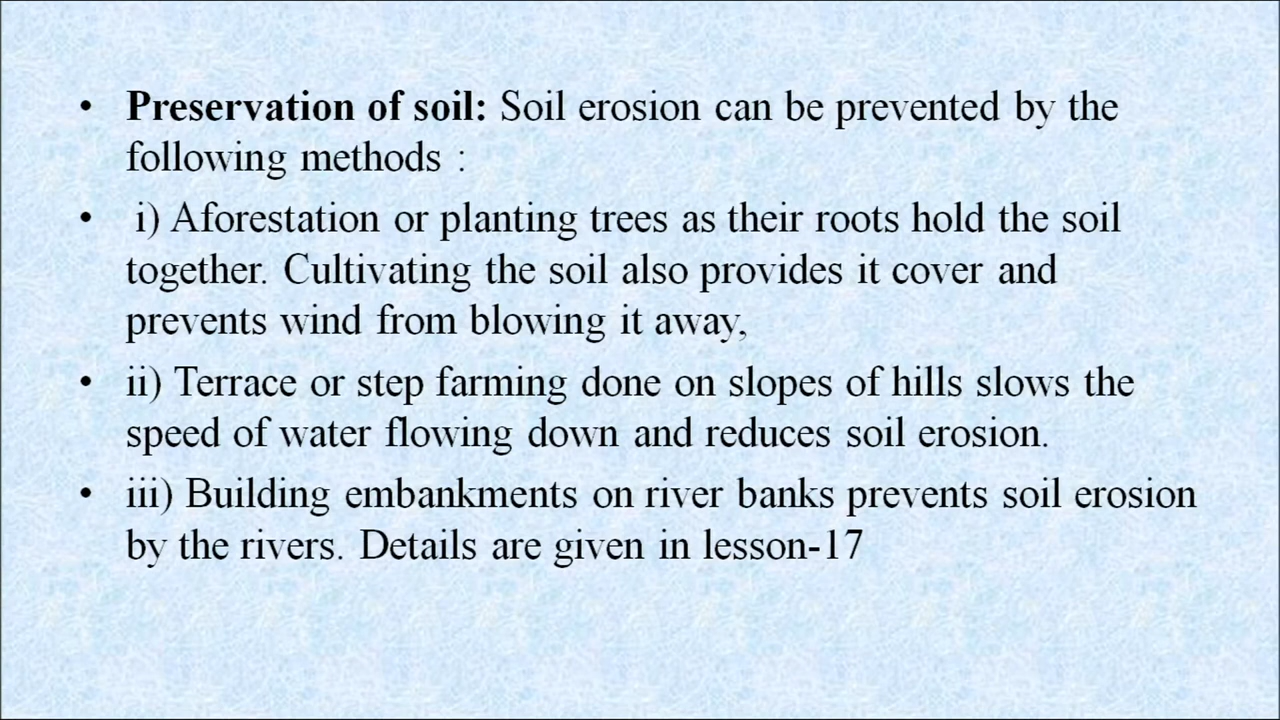 • Preservation of soil: Soil erosion can be prevented by the
following methods :
• i) Aforestation or planting trees as their roots hold the soil
together. Cultivating the soil also provides it cover and
prevents wind from blowing it away,
• ii) Terrace or step farming done on slopes of hills slows the
speed of water flowing down and reduces soil erosion.
• iii) Building embankments on river banks prevents soil erosion
by the rivers. Details are given in lesson-17